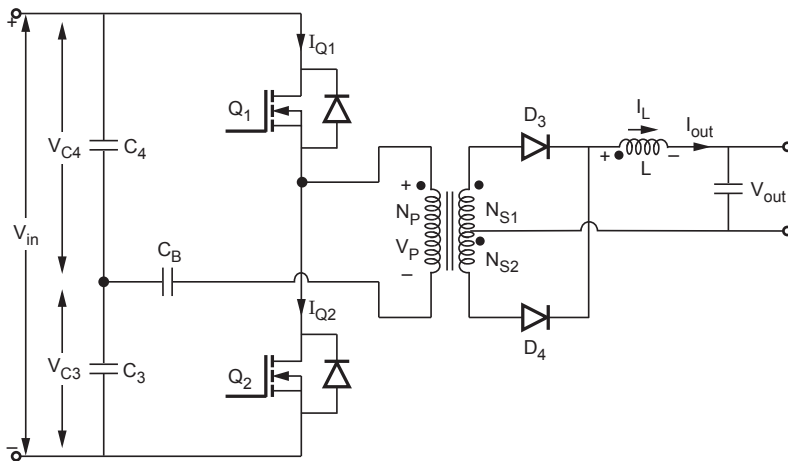 +
I_Q1
Q_1
D_3
I_L
I_out
+
−
L
V_C4
C_4
+
N_P
N_S1
V_out
V_in
C_B
V_P
N_S2
−
I_Q2
D_4
V_C3
C_3
Q_2
−